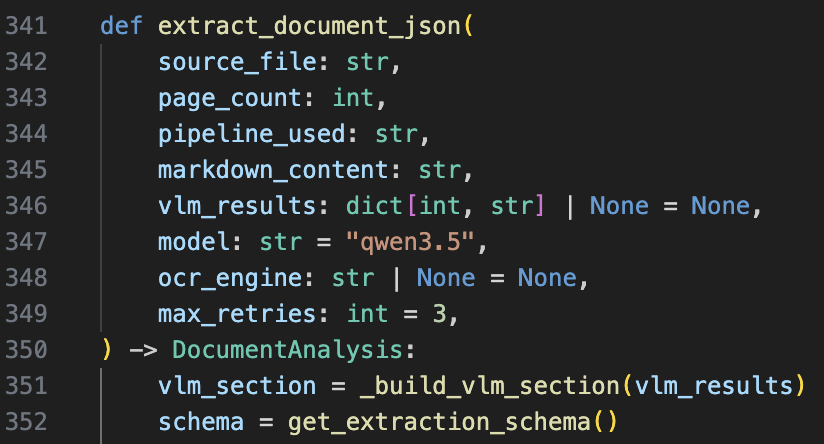 341 def extract_document_json(
342     source_file: str,
343     page_count: int,
344     pipeline_used: str,
345     markdown_content: str,
346     vlm_results: dict[int, str] | None = None,
347     model: str = "qwen3.5",
348     ocr_engine: str | None = None,
349     max_retries: int = 3,
350 ) -> DocumentAnalysis:
351     vlm_section = _build_vlm_section(vlm_results)
352     schema = get_extraction_schema()